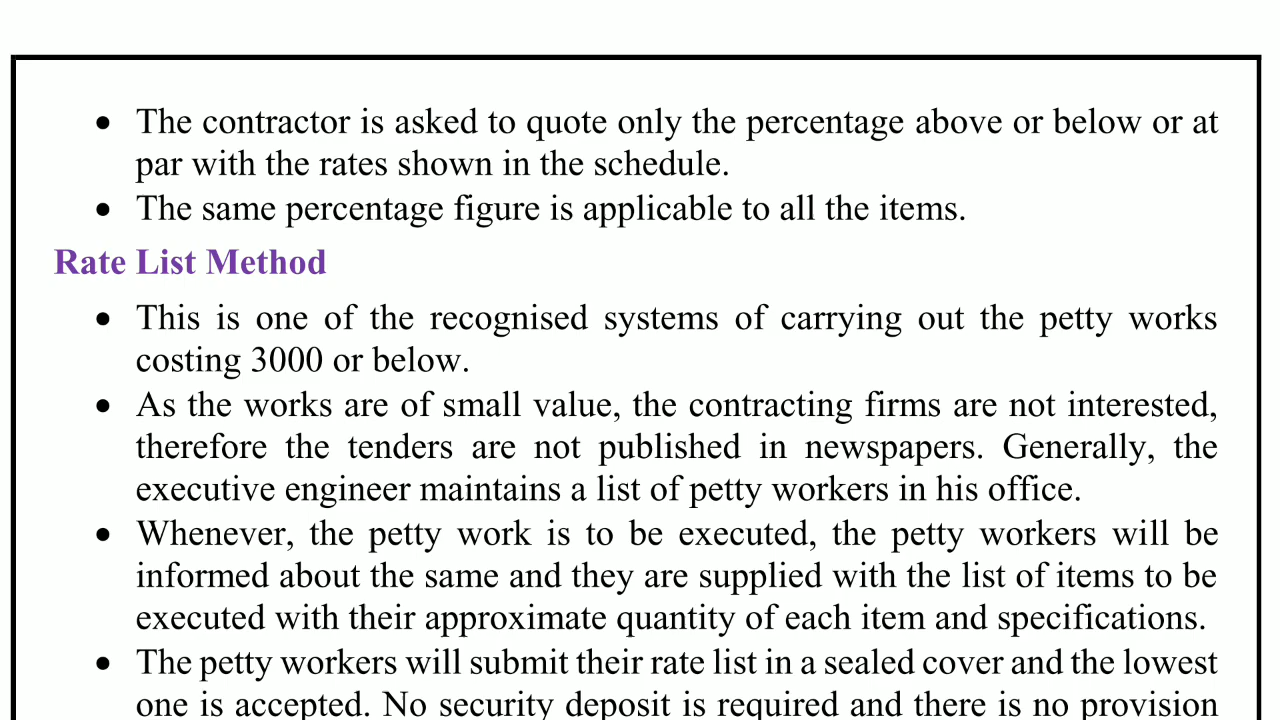 • The contractor is asked to quote only the percentage above or below or at
par with the rates shown in the schedule.
• The same percentage figure is applicable to all the items.
Rate List Method
• This is one of the recognised systems of carrying out the petty works
costing 3000 or below.
• As the works are of small value, the contracting firms are not interested,
therefore the tenders are not published in newspapers. Generally, the
executive engineer maintains a list of petty workers in his office.
• Whenever, the petty work is to be executed, the petty workers will be
informed about the same and they are supplied with the list of items to be
executed with their approximate quantity of each item and specifications.
• The petty workers will submit their rate list in a sealed cover and the lowest
one is accepted. No security deposit is required and there is no provision